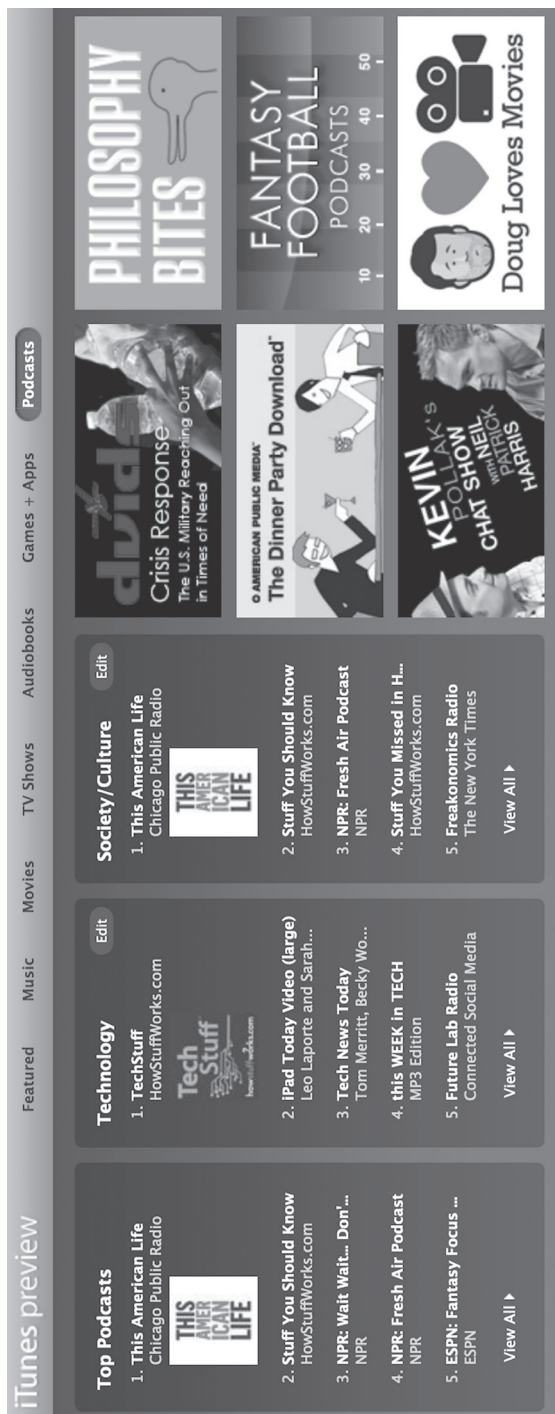 iTunes preview
Featured
Music
Movies
TV Shows
Audiobooks
Games + Apps
Podcasts
Top Podcasts
1. This American Life
Chicago Public Radio
THIS
AMER
ICAN
LIFE
2. Stuff You Should Know
HowStuffWorks.com
3. NPR: Wait Wait... Don'...
NPR
4. NPR: Fresh Air Podcast
NPR
5. ESPN: Fantasy Focus ...
ESPN
View All
Technology
Edit
1. TechStuff
HowStuffWorks.com
Tech
Stuff
howstuffworks.com
2. iPad Today Video (large)
Leo Laporte and Sarah...
3. Tech News Today
Tom Merritt, Becky Wo...
4. this WEEK in TECH
MP3 Edition
5. Future Lab Radio
Connected Social Media
View All
Society/Culture
Edit
1. This American Life
Chicago Public Radio
THIS
AMER
ICAN
LIFE
2. Stuff You Should Know
HowStuffWorks.com
3. NPR: Fresh Air Podcast
NPR
4. Stuff You Missed in H...
HowStuffWorks.com
5. Freakonomics Radio
The New York Times
View All
dvids
Crisis Response
The U.S. Military Reaching Out
in Times of Need
PHILOSOPHY
BITES
AMERICAN PUBLIC MEDIA™
The Dinner Party Download™
FANTASY
FOOTBALL
PODCASTS
10 20 30 40 50
KEVIN
POLLAK'S
CHAT SHOW
WITH NEIL
PATRICK
HARRIS
Doug Loves Movies